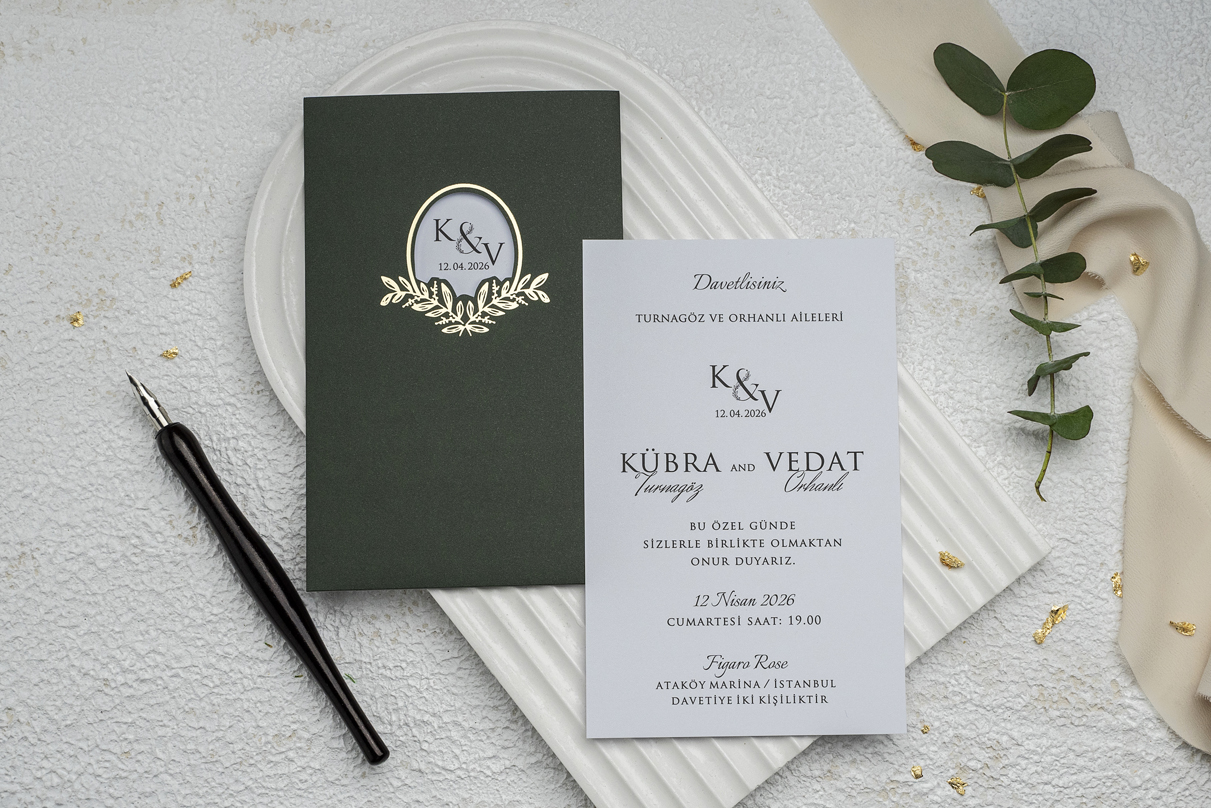 K & V
12.04.2026
Davetlisiniz
TURNAGÖZ VE ORHANLI AİLELERİ
K & V
12.04.2026
KÜBRA AND VEDAT
Turnagöz Orhanlı
BU ÖZEL GÜNDE
SİZLERLE BİRLİKTE OLMAKTAN
ONUR DUYARIZ.
12 Nisan 2026
CUMARTESİ SAAT: 19.00
Figaro Rose
ATAKÖY MARİNA / İSTANBUL
DAVETİYE İKİ KİŞİLİKTİR